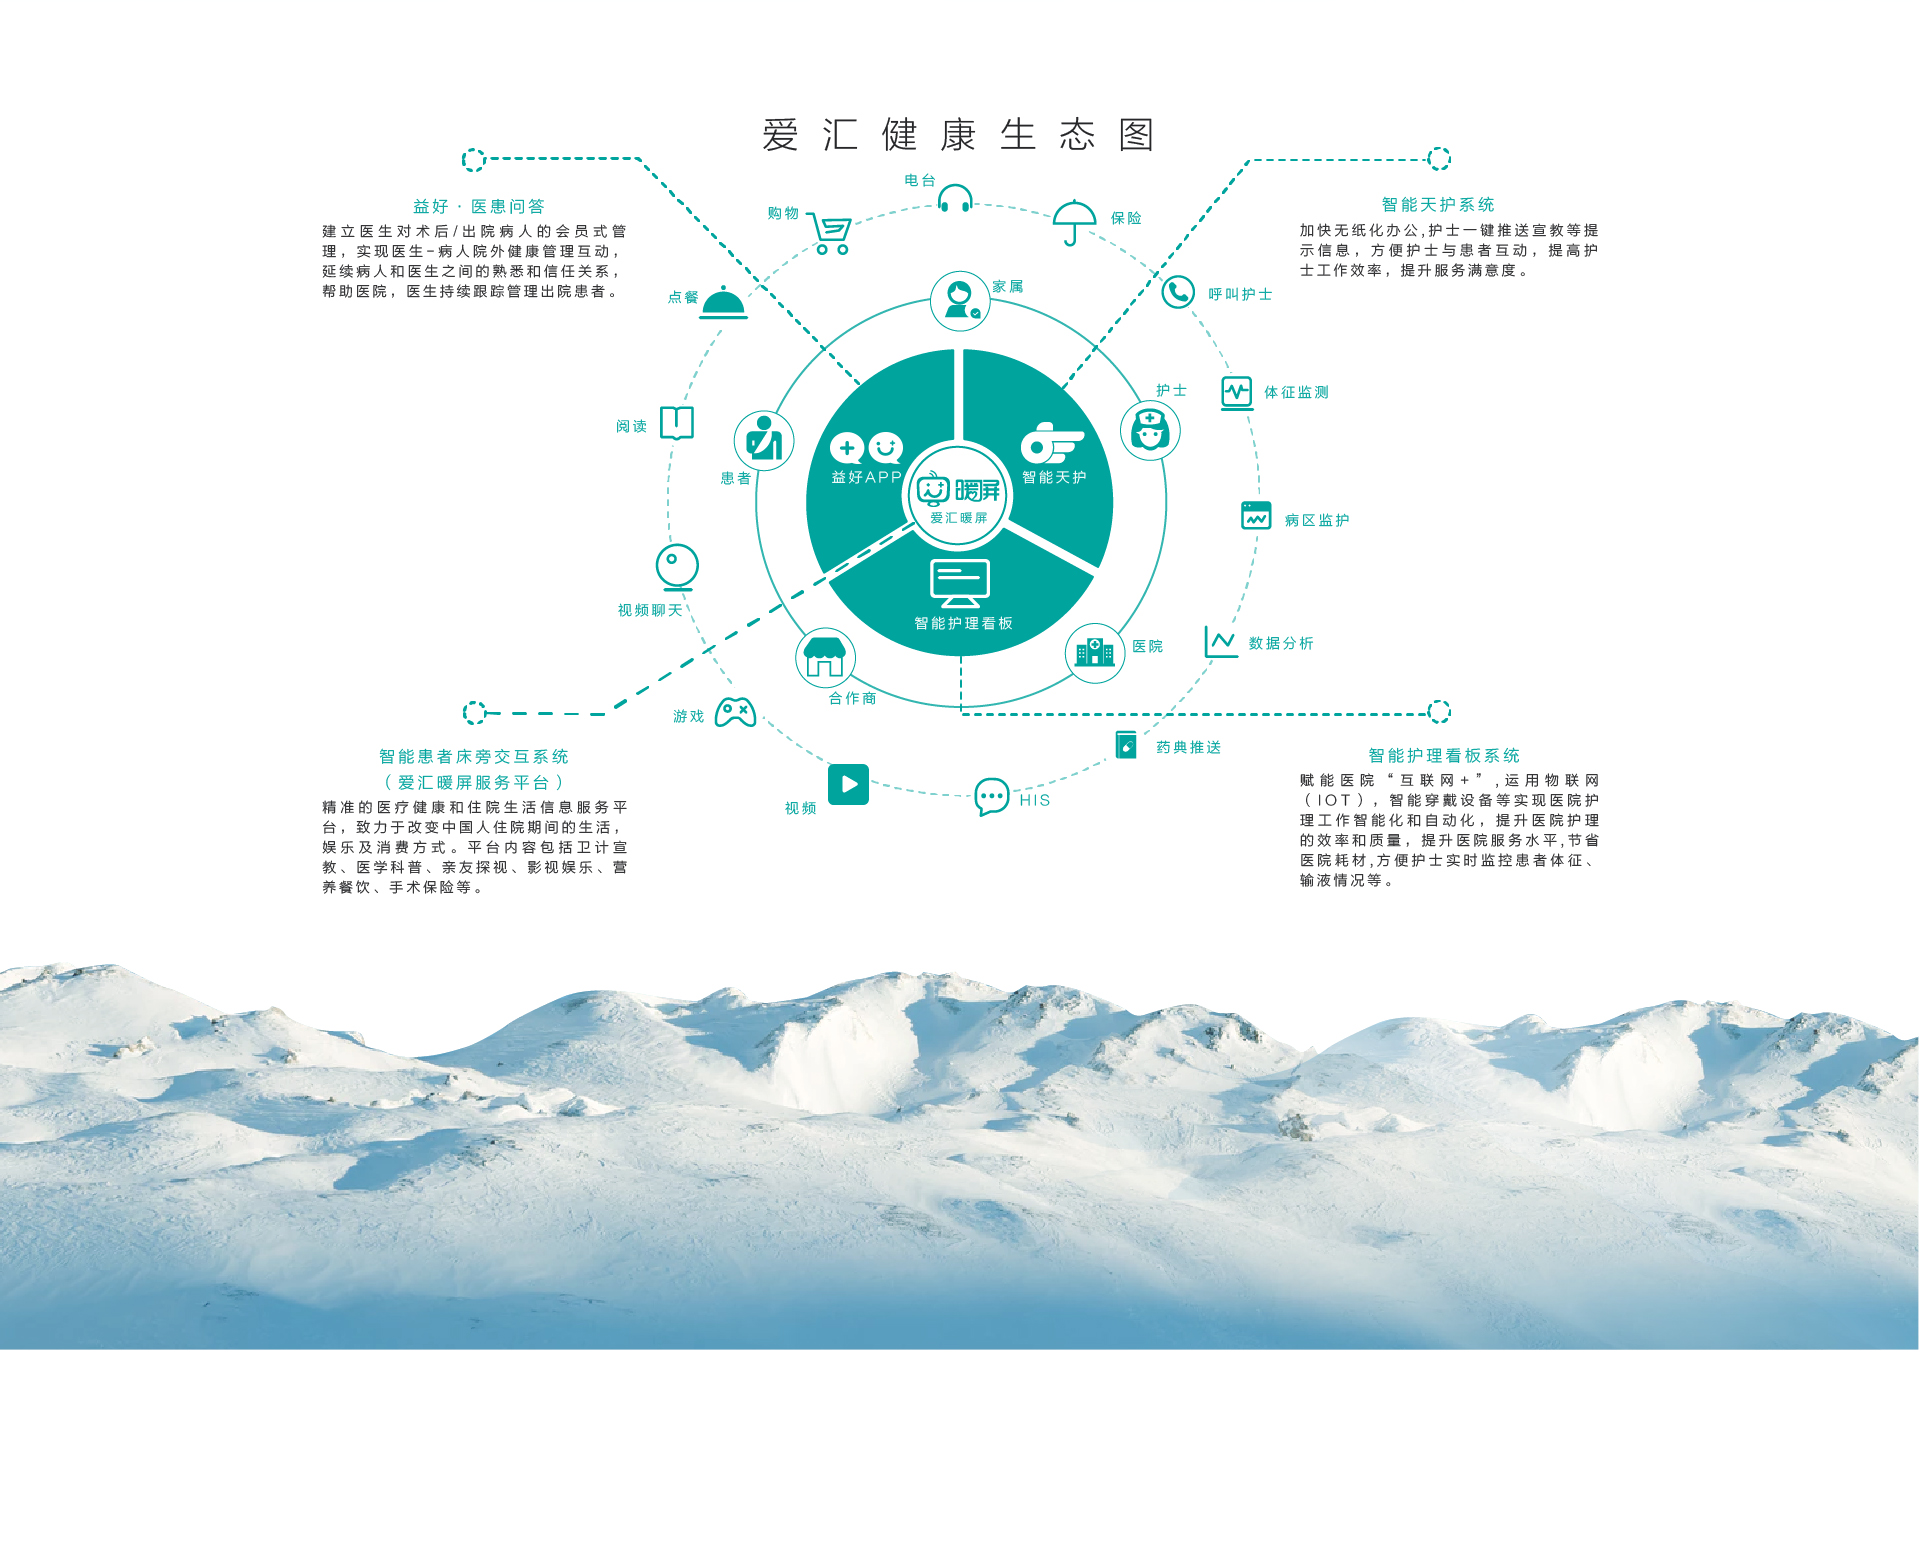 爱汇健康生态图
益好·医患问答
建立医生对术后/出院病人的会员式管
理，实现医生-病人院外健康管理互动，
延续病人和医生之间的熟悉和信任关系，
帮助医院，医生持续跟踪管理出院患者。
智能天护系统
加快无纸化办公,护士一键推送宣教等提
示信息，方便护士与患者互动，提高护
士工作效率，提升服务满意度。
电台
购物
保险
点餐
呼叫护士
家属
阅读
体征监测
护士
患者
益好APP
智能天护
暖屏
爱汇暖屏
病区监护
视频聊天
智能护理看板
数据分析
医院
合作商
游戏
药典推送
视频
HIS
智能患者床旁交互系统
（爱汇暖屏服务平台）
精准的医疗健康和住院生活信息服务平
台，致力于改变中国人住院期间的生活，
娱乐及消费方式。平台内容包括卫计宣
教、医学科普、亲友探视、影视娱乐、营
养餐饮、手术保险等。
智能护理看板系统
赋能医院“互联网+”,运用物联网
（IOT），智能穿戴设备等实现医院护
理工作智能化和自动化，提升医院护理
的效率和质量，提升医院服务水平,节省
医院耗材,方便护士实时监控患者体征、
输液情况等。